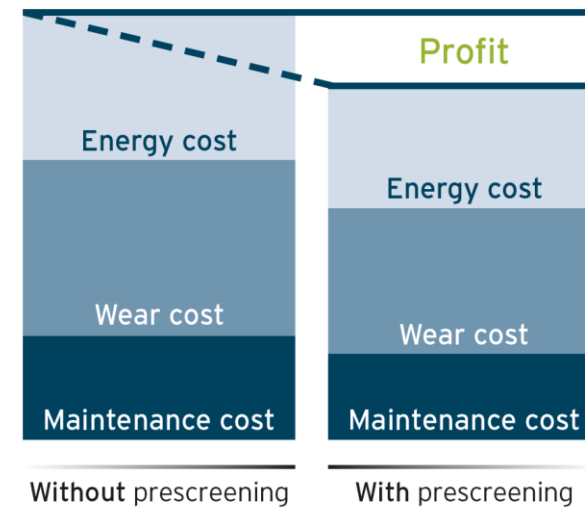 Profit
Energy cost
Energy cost
Wear cost
Wear cost
Maintenance cost
Maintenance cost
Without prescreening
With prescreening